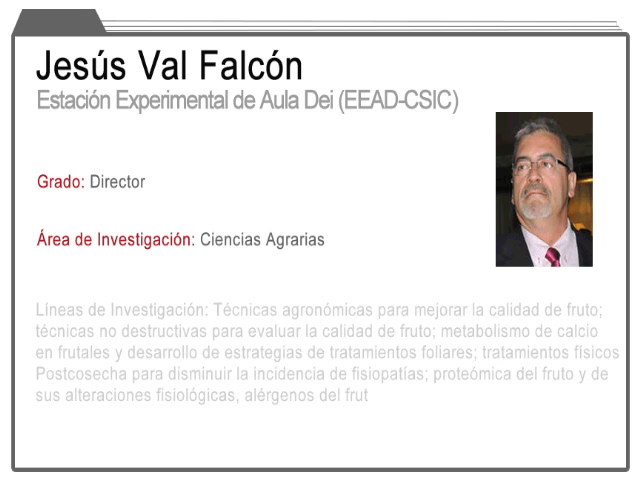 Jesús Val Falcón
Estación Experimental de Aula Dei (EEAD-CSIC)
Grado: Director
Área de Investigación: Ciencias Agrarias
Líneas de Investigación: Técnicas agronómicas para mejorar la calidad de fruto;
técnicas no destructivas para evaluar la calidad de fruto; metabolismo de calcio
en frutales y desarrollo de estrategias de tratamientos foliares; tratamientos físicos
Postcosecha para disminuir la incidencia de fisiopatías; proteómica del fruto y de
sus alteraciones fisiológicas, alérgenos del frut